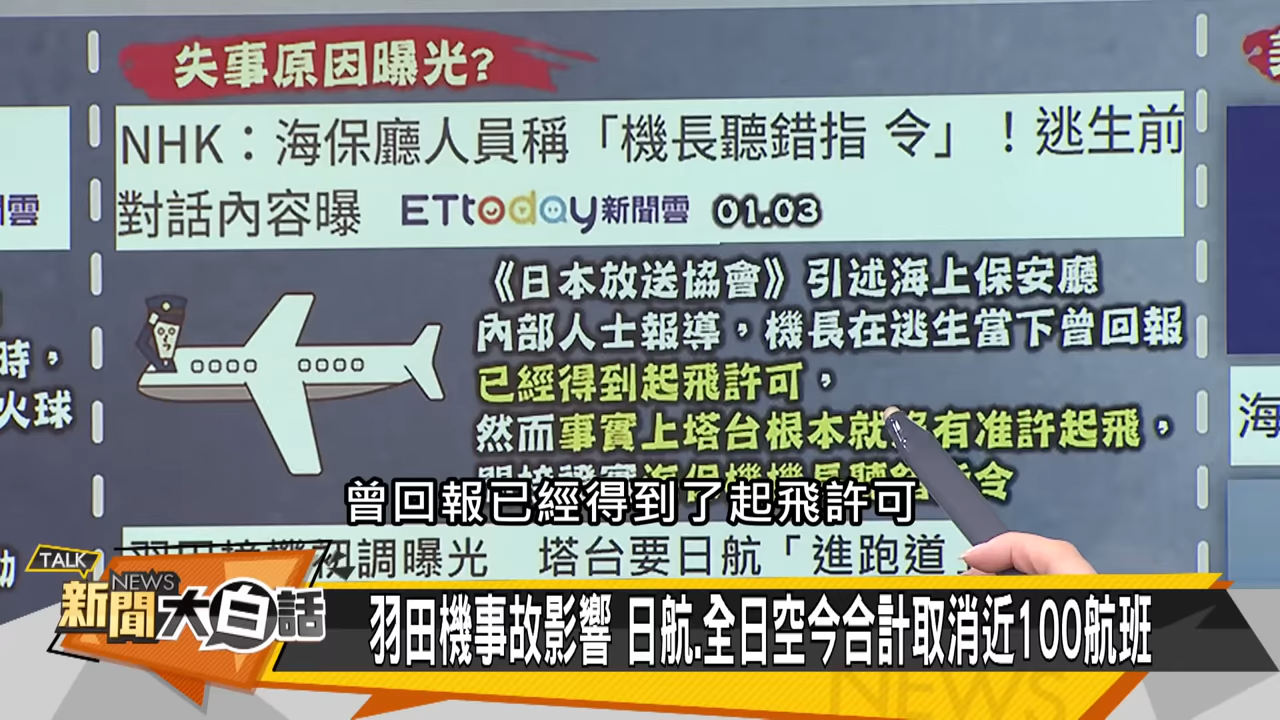 失事原因曝光?
NHK：海保廳人員稱「機長聽錯指 令」！逃生前
對話內容曝 ETtoday新聞雲 01.03
《日本放送協會》引述海上保安廳
內部人士報導，機長在逃生當下曾回報
已經得到起飛許可，
然而事實上塔台根本就 有准許起飛，
曾回報已經得到了起飛許可
調曝光 塔台要日航「進跑道
雲
時，
火球
海
TALK
NEWS
新聞大白話
羽田機事故影響 日航.全日空今合計取消近100航班
NEWS